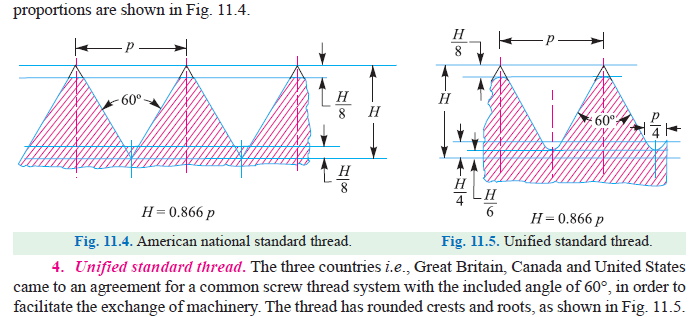 proportions are shown in Fig. 11.4.
p
60°
H
8
H
H
8
H = 0.866 p
H
8
p
H
60°
P
4
H
4
H
6
H = 0.866 p
Fig. 11.4. American national standard thread.
Fig. 11.5. Unified standard thread.
4. Unified standard thread. The three countries i.e., Great Britain, Canada and United States
came to an agreement for a common screw thread system with the included angle of 60°, in order to
facilitate the exchange of machinery. The thread has rounded crests and roots, as shown in Fig. 11.5.